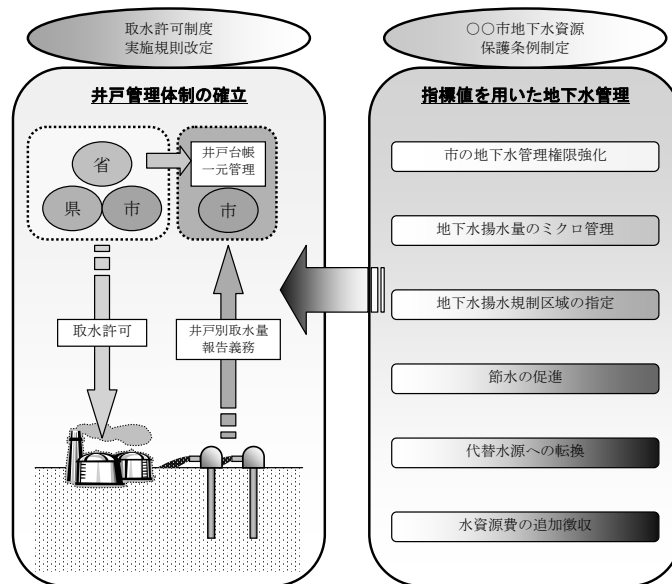 取水許可制度
実施規則改定
井戸管理体制の確立
省
県
市
井戸台帳
一元管理
市
取水許可
井戸別取水量
報告義務
○○市地下水資源
保護条例制定
指標値を用いた地下水管理
市の地下水管理権限強化
地下水揚水量のミクロ管理
地下水揚水規制区域の指定
節水の促進
代替水源への転換
水資源費の追加徴収